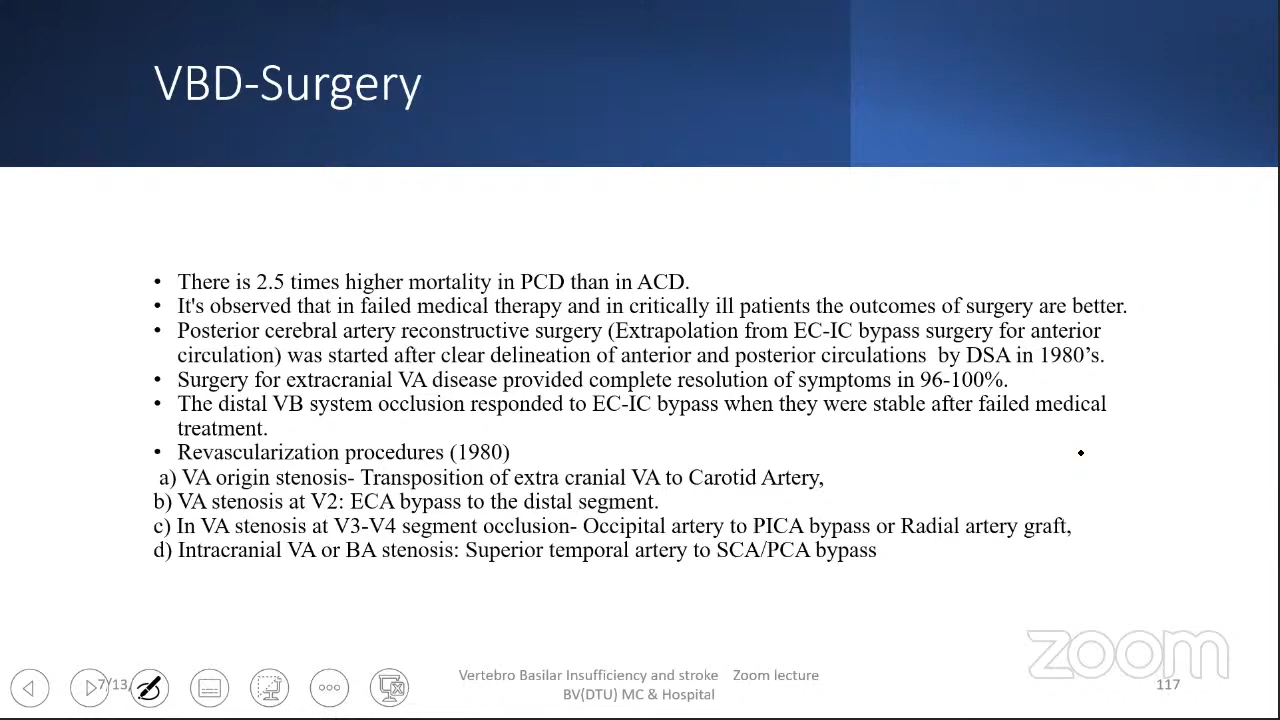 VBD-Surgery
• There is 2.5 times higher mortality in PCD than in ACD.
• It's observed that in failed medical therapy and in critically ill patients the outcomes of surgery are better.
• Posterior cerebral artery reconstructive surgery (Extrapolation from EC-IC bypass surgery for anterior
circulation) was started after clear delineation of anterior and posterior circulations by DSA in 1980's.
• Surgery for extracranial VA disease provided complete resolution of symptoms in 96-100%.
• The distal VB system occlusion responded to EC-IC bypass when they were stable after failed medical
treatment.
• Revascularization procedures (1980)
a) VA origin stenosis- Transposition of extra cranial VA to Carotid Artery,
b) VA stenosis at V2: ECA bypass to the distal segment.
c) In VA stenosis at V3-V4 segment occlusion- Occipital artery to PICA bypass or Radial artery graft,
d) Intracranial VA or BA stenosis: Superior temporal artery to SCA/PCA bypass
zoom
7/13/
Vertebro Basilar Insufficiency and stroke Zoom lecture
BV(DTU) MC & Hospital
117